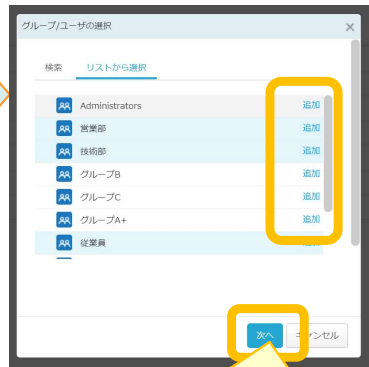 グループ/ユーザの選択
検索 リストから選択
Administrators 追加
営業部 追加
技術部 追加
グループB 追加
グループC 追加
グループA+ 追加
従業員
次へ キャンセル